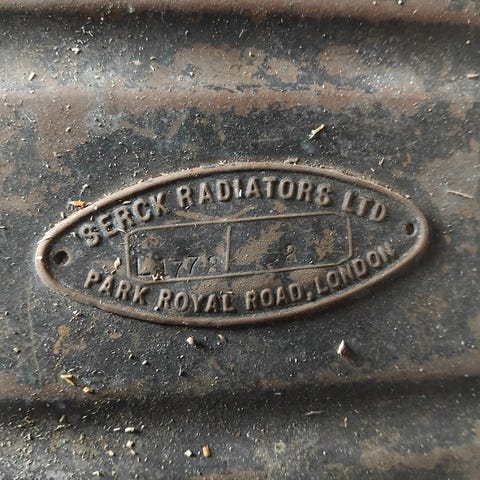 SERCK RADIATORS LTD
PARK ROYAL ROAD, LONDON